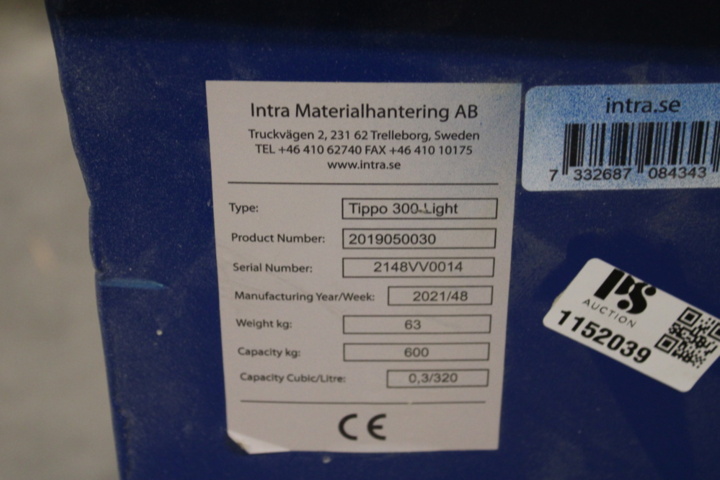 Intra Materialhantering AB
Truckvägen 2, 231 62 Trelleborg, Sweden
TEL +46 410 62740 FAX +46 410 10175
www.intra.se
Type: Tippo 300-Light
Product Number: 2019050030
Serial Number: 2148VV0014
Manufacturing Year/Week: 2021/48
Weight kg: 63
Capacity kg: 600
Capacity Cubic/Litre: 0,3/320
CE
intra.se
7 332687 084343
PS
AUCTION
1152039